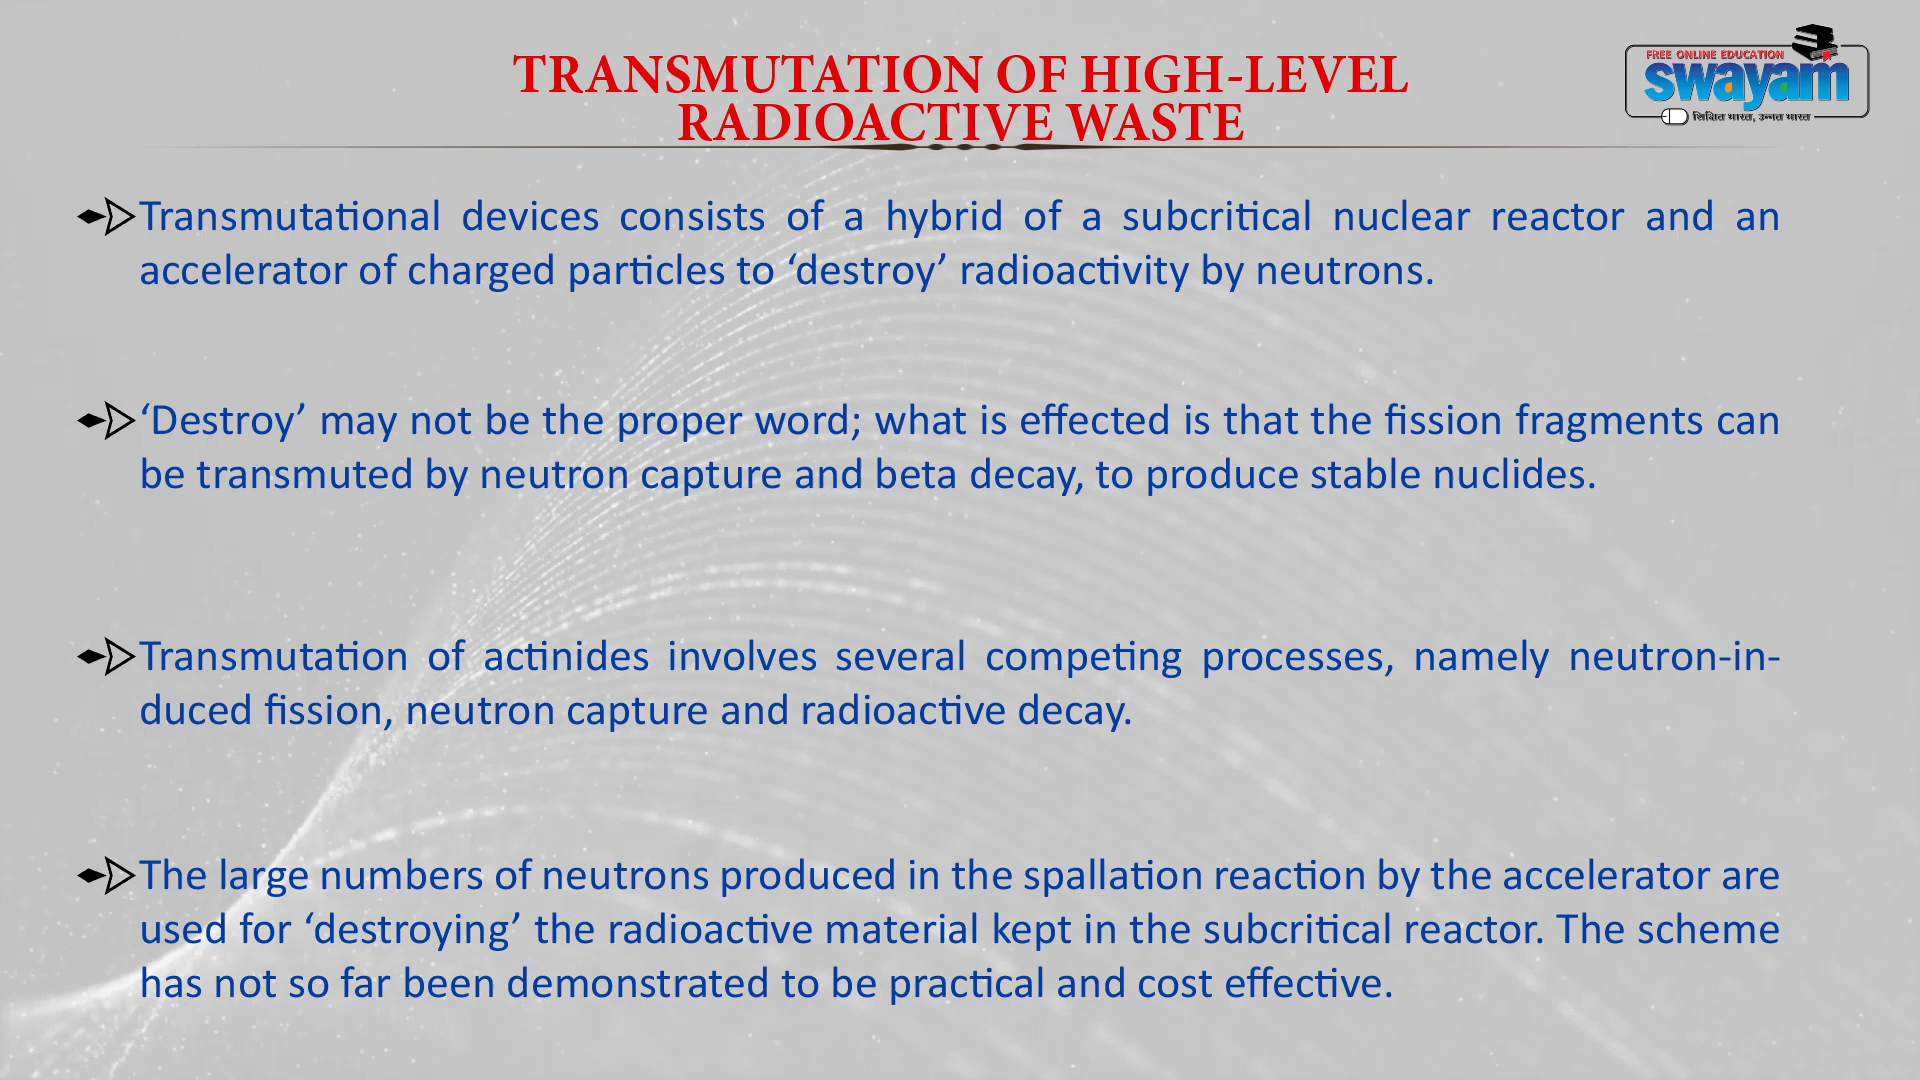 TRANSMUTATION OF HIGH-LEVEL
RADIOACTIVE WASTE
FREE ONLINE EDUCATION
swayam
शिक्षित भारत, उन्नत भारत
Transmutational devices consists of a hybrid of a subcritical nuclear reactor and an
accelerator of charged particles to ‘destroy’ radioactivity by neutrons.
‘Destroy’ may not be the proper word; what is effected is that the fission fragments can
be transmuted by neutron capture and beta decay, to produce stable nuclides.
Transmutation of actinides involves several competing processes, namely neutron-in-
duced fission, neutron capture and radioactive decay.
The large numbers of neutrons produced in the spallation reaction by the accelerator are
used for ‘destroying’ the radioactive material kept in the subcritical reactor. The scheme
has not so far been demonstrated to be practical and cost effective.